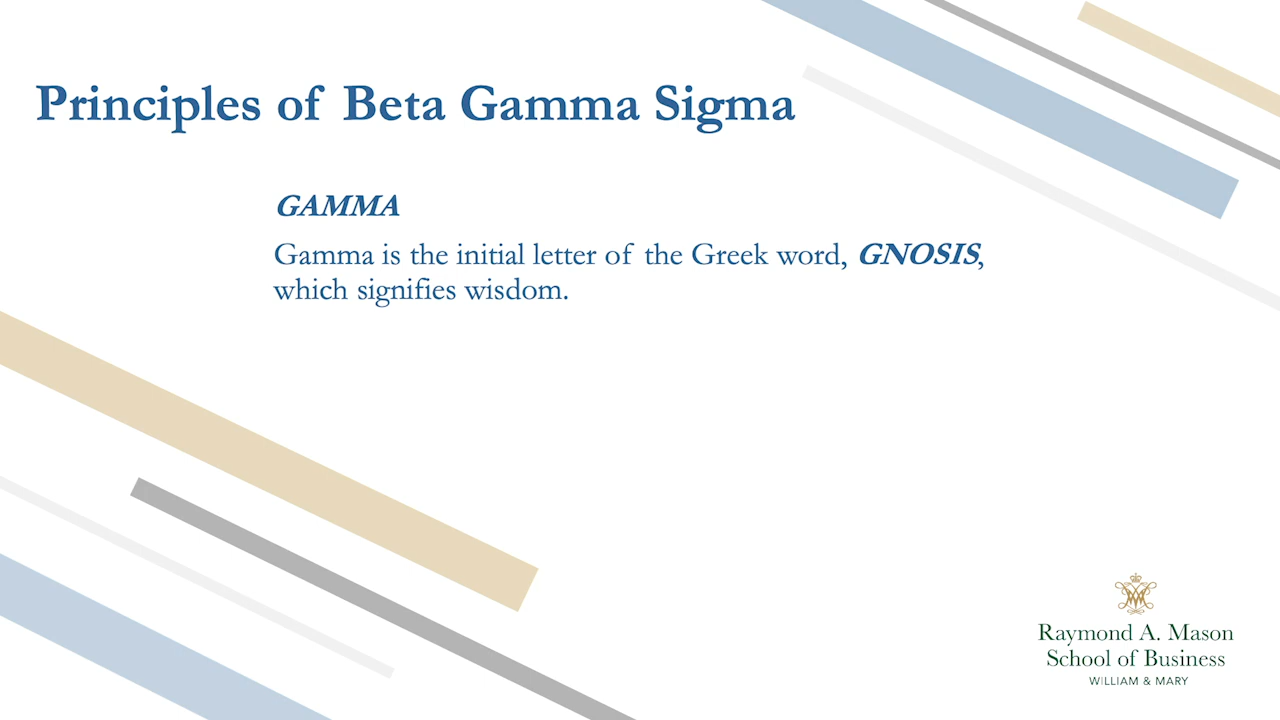 Principles of Beta Gamma Sigma
GAMMA
Gamma is the initial letter of the Greek word, GNOSIS,
which signifies wisdom.
Raymond A. Mason
School of Business
WILLIAM & MARY